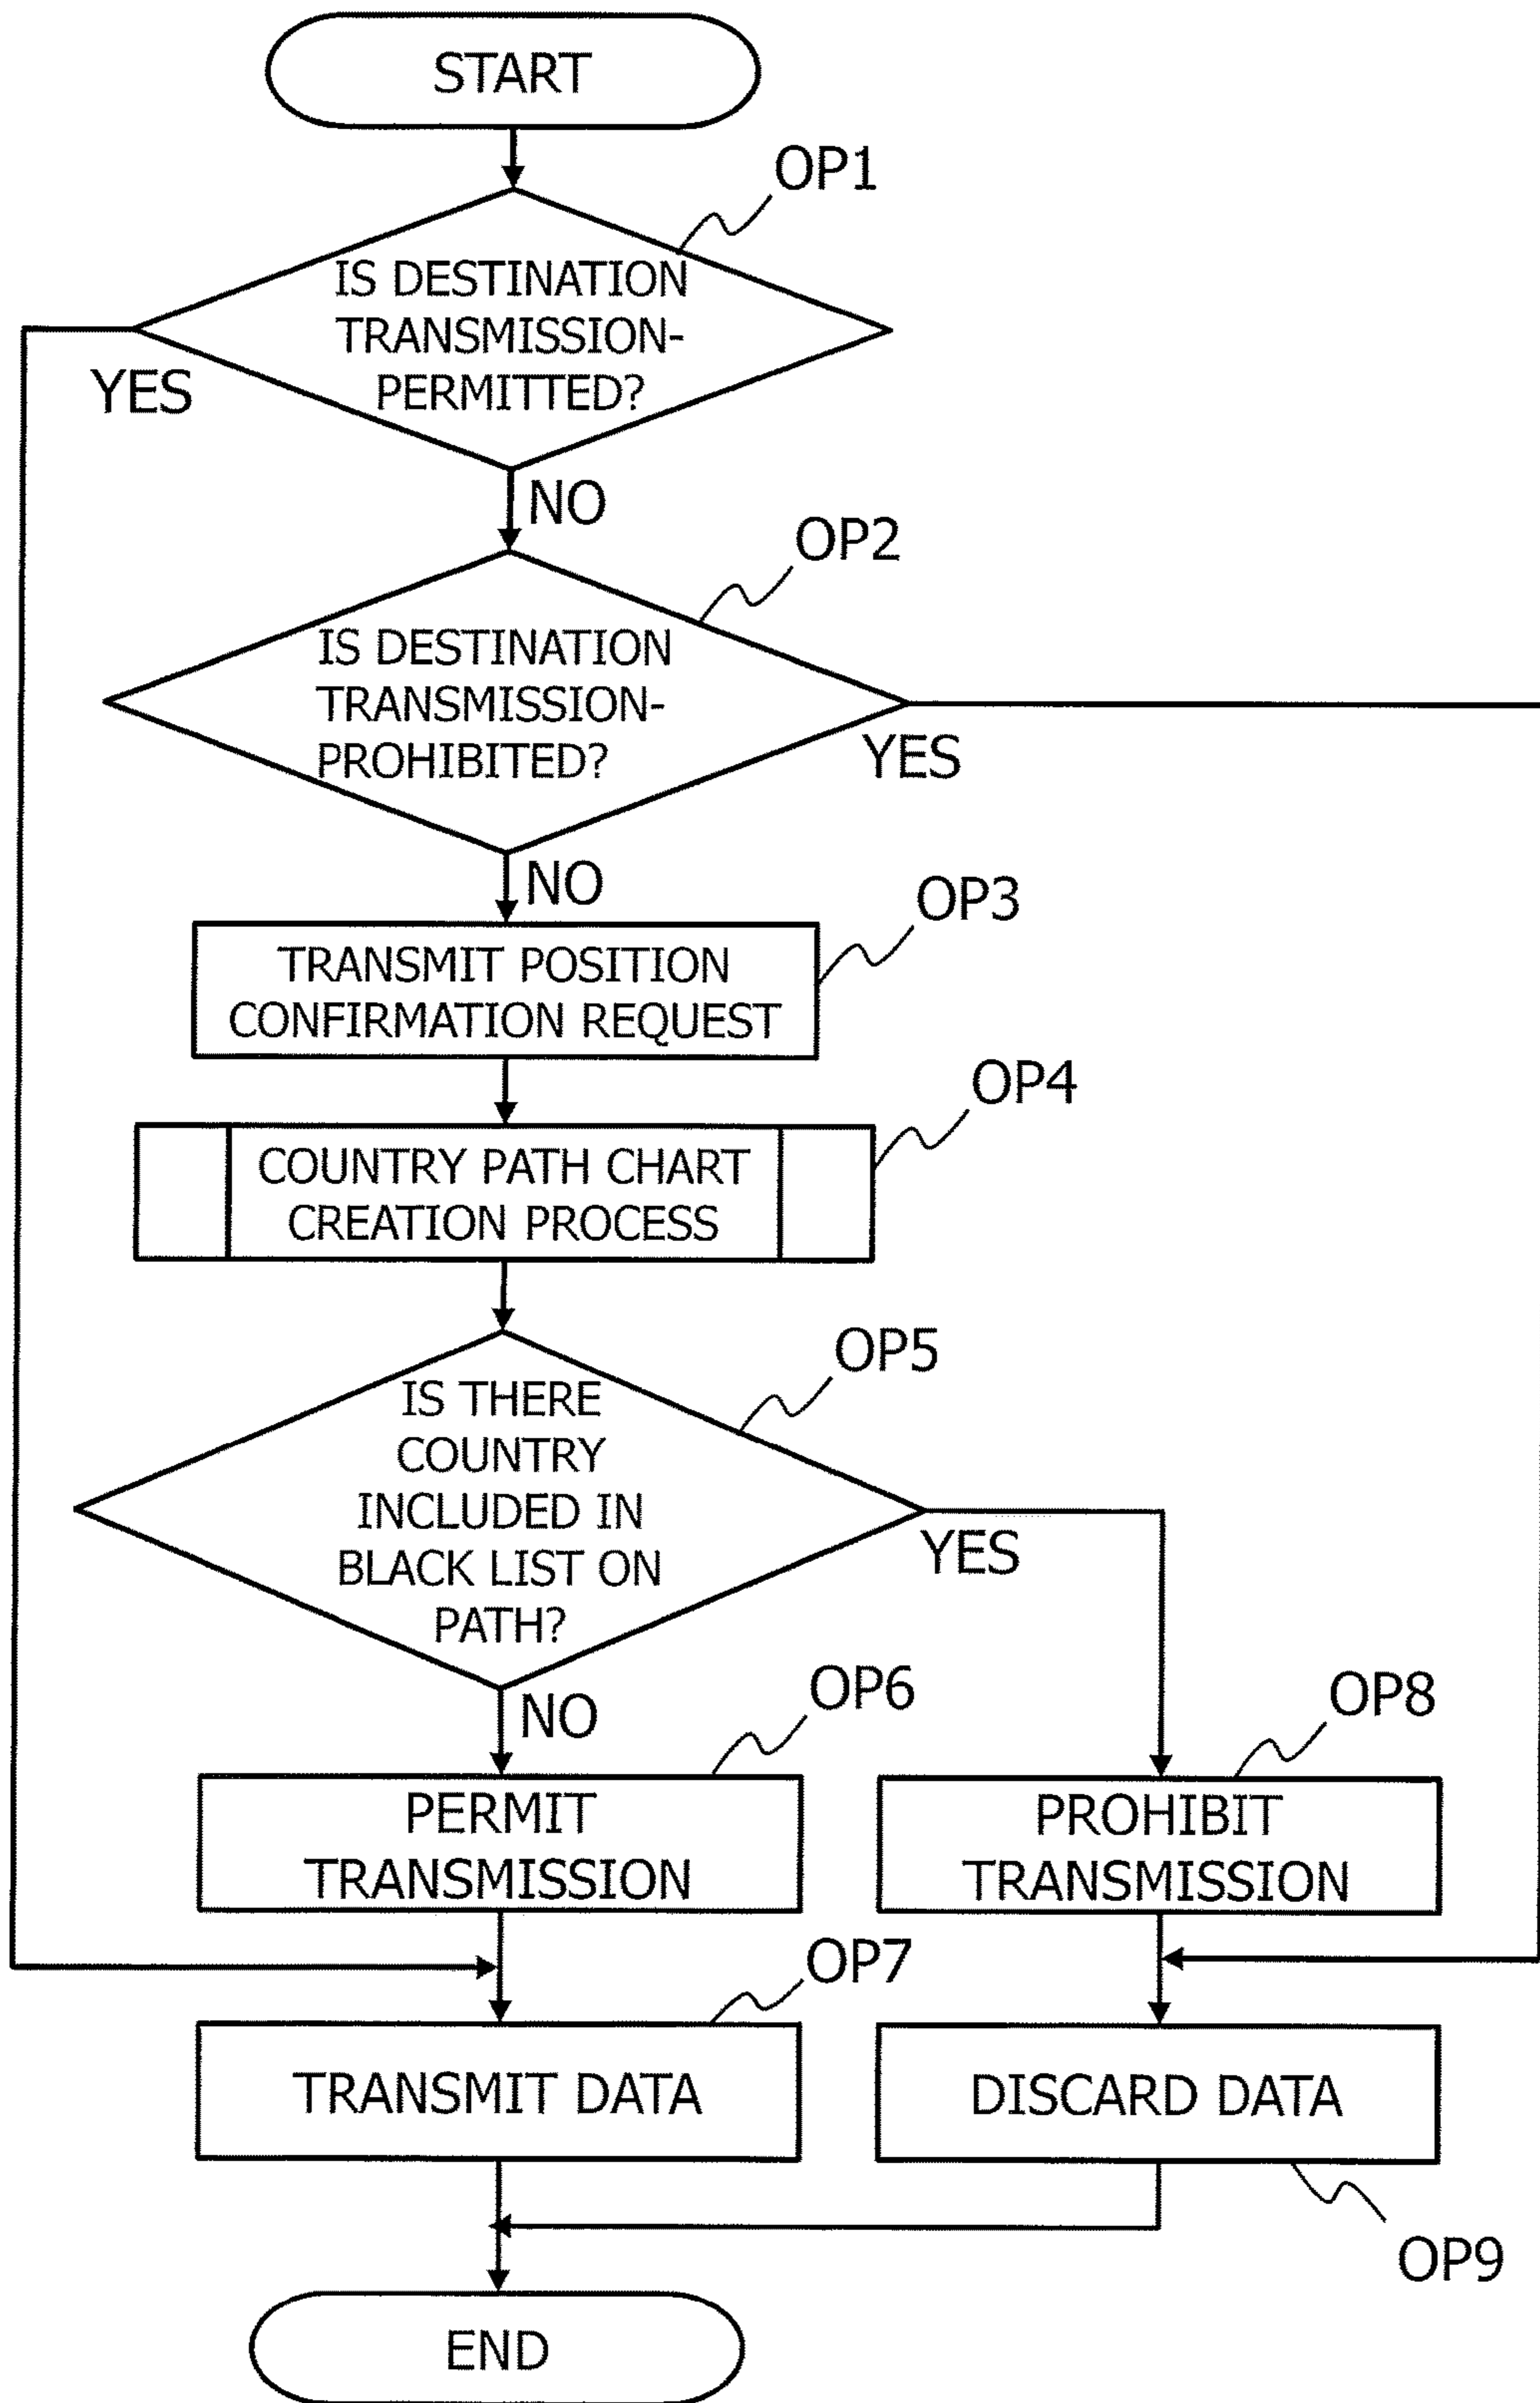 START
OP1
IS DESTINATION
TRANSMISSION-
PERMITTED?
YES
NO
OP2
IS DESTINATION
TRANSMISSION-
PROHIBITED?
YES
NO
OP3
TRANSMIT POSITION
CONFIRMATION REQUEST
OP4
COUNTRY PATH CHART
CREATION PROCESS
OP5
IS THERE
COUNTRY
INCLUDED IN
BLACK LIST ON
PATH?
YES
NO
OP6
PERMIT
TRANSMISSION
OP8
PROHIBIT
TRANSMISSION
OP7
TRANSMIT DATA
DISCARD DATA
OP9
END